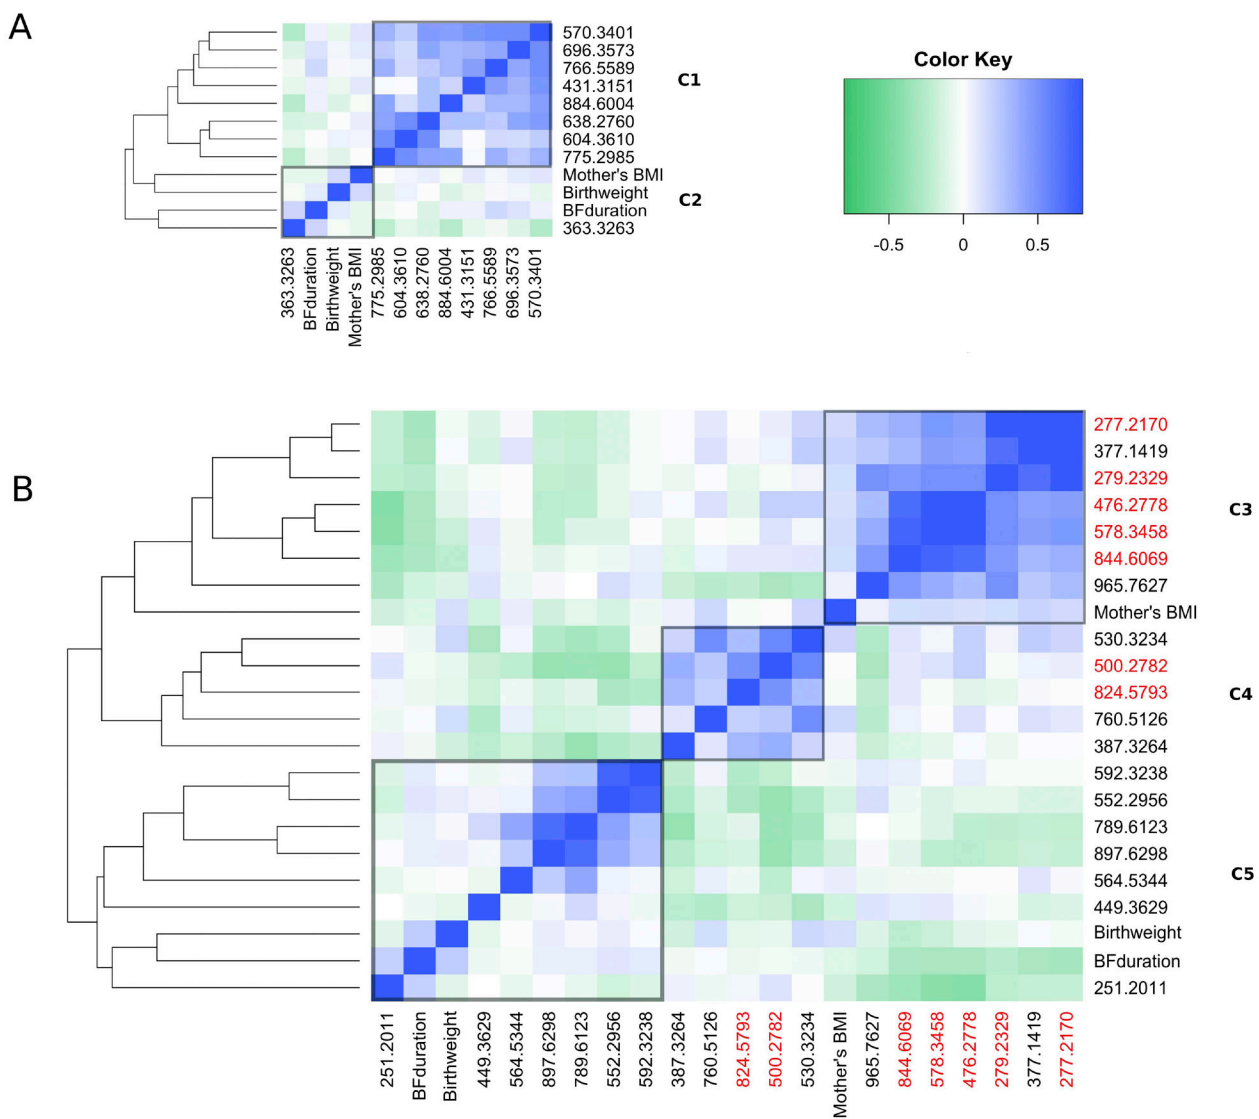 A
570.3401
696.3573
766.5589
431.3151
884.6004
638.2760
604.3610
775.2985
Mother's BMI
Birthweight
BFduration
363.3263
C1
C2
363.3263
BFduration
Birthweight
Mother's BMI
775.2985
604.3610
638.2760
884.6004
431.3151
766.5589
696.3573
570.3401
Color Key
-0.5 0 0.5
B
277.2170
377.1419
279.2329
476.2778
578.3458
844.6069
965.7627
Mother's BMI
530.3234
500.2782
824.5793
760.5126
387.3264
592.3238
552.2956
789.6123
897.6298
564.5344
449.3629
Birthweight
BFduration
251.2011
C3
C4
C5
251.2011
BFduration
Birthweight
449.3629
564.5344
897.6298
789.6123
552.2956
592.3238
387.3264
760.5126
824.5793
500.2782
530.3234
Mother's BMI
965.7627
844.6069
578.3458
476.2778
279.2329
377.1419
277.2170